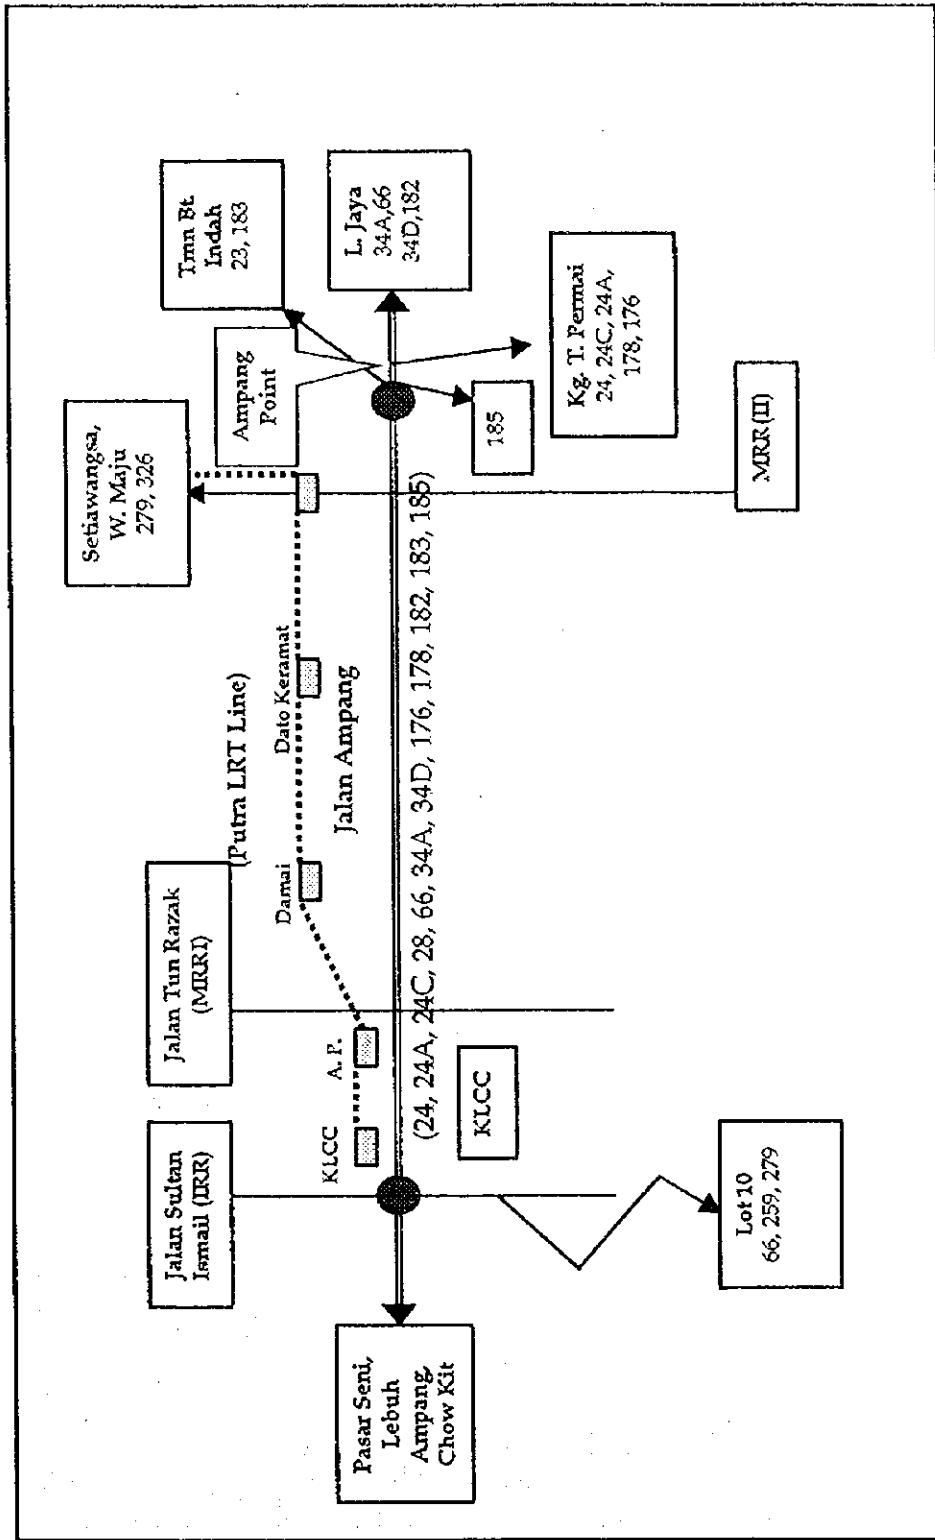 Jalan Sultan
Ismail (IRR)
Jalan Tun Razak
(MRRI)
Setiawangsa,
W. Maju
279, 326
Tmn Bt.
Indah
23, 183
Ampang
Point
(Putra LRT Line)
KLCC
A. P.
Damai
Dato Keramat
Jalan Ampang
Pasar Seni,
Lebuh
Ampang,
Chow Kit
L. Jaya
34A,66
34D,182
(24, 24A, 24C, 28, 66, 34A, 34D, 176, 178, 182, 183, 185)
KLCC
185
Kg. T. Permai
24, 24C, 24A,
178, 176
Lot 10
66, 259, 279
MRR (II)